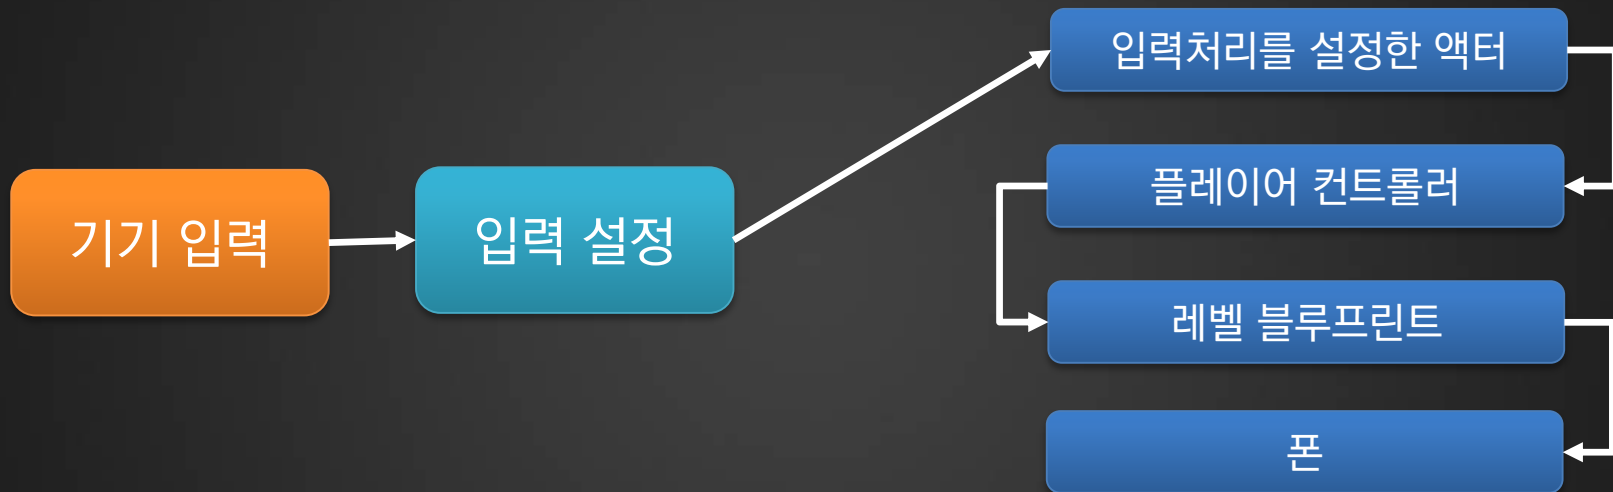 기기 입력
입력 설정
입력처리를 설정한 액터
플레이어 컨트롤러
레벨 블루프린트
폰